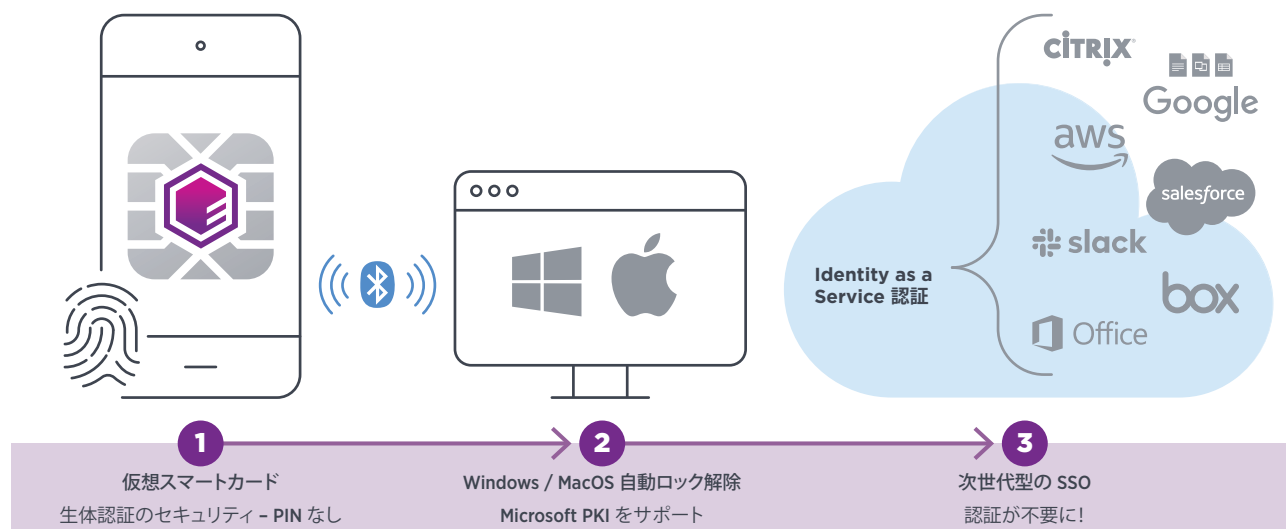 CiTRIX
Google
aws
salesforce
slack
box
Office
Identity as a
Service 認証
1
2
3
仮想スマートカード
生体認証のセキュリティ – PIN なし
Windows / MacOS 自動ロック解除
Microsoft PKI をサポート
次世代型の SSO
認証が不要に!